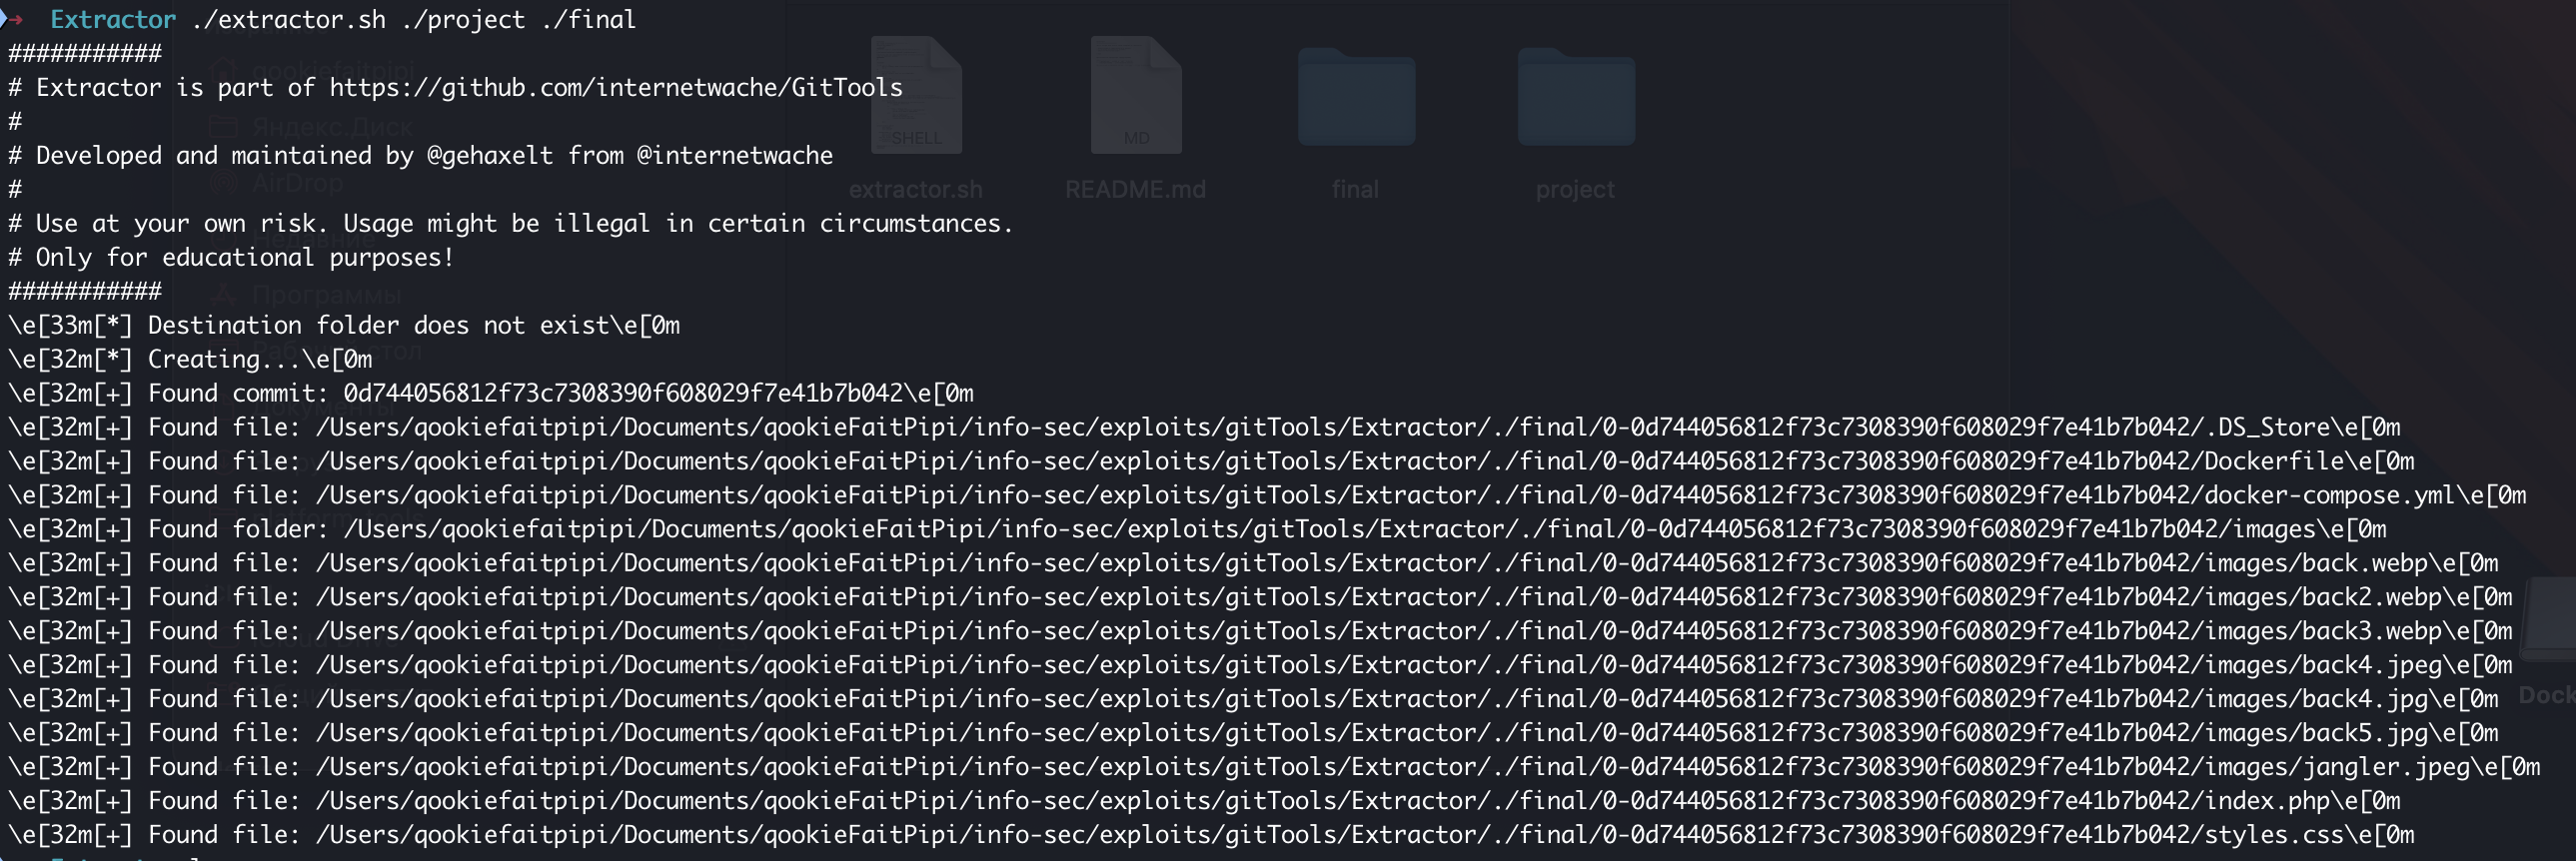 ➜ Extractor ./extractor.sh ./project ./final
###########
# Extractor is part of https://github.com/internetwache/GitTools
#
# Developed and maintained by @gehaxelt from @internetwache
#
# Use at your own risk. Usage might be illegal in certain circumstances.
# Only for educational purposes!
###########
\e[33m[*] Destination folder does not exist\e[0m
\e[32m[*] Creating...\e[0m
\e[32m[+] Found commit: 0d744056812f73c7308390f608029f7e41b7b042\e[0m
\e[32m[+] Found file: /Users/qookiefaitpipi/Documents/qookieFaitPipi/info-sec/exploits/gitTools/Extractor/./final/0-0d744056812f73c7308390f608029f7e41b7b042/.DS_Store\e[0m
\e[32m[+] Found file: /Users/qookiefaitpipi/Documents/qookieFaitPipi/info-sec/exploits/gitTools/Extractor/./final/0-0d744056812f73c7308390f608029f7e41b7b042/Dockerfile\e[0m
\e[32m[+] Found file: /Users/qookiefaitpipi/Documents/qookieFaitPipi/info-sec/exploits/gitTools/Extractor/./final/0-0d744056812f73c7308390f608029f7e41b7b042/docker-compose.yml\e[0m
\e[32m[+] Found folder: /Users/qookiefaitpipi/Documents/qookieFaitPipi/info-sec/exploits/gitTools/Extractor/./final/0-0d744056812f73c7308390f608029f7e41b7b042/images\e[0m
\e[32m[+] Found file: /Users/qookiefaitpipi/Documents/qookieFaitPipi/info-sec/exploits/gitTools/Extractor/./final/0-0d744056812f73c7308390f608029f7e41b7b042/images/back.webp\e[0m
\e[32m[+] Found file: /Users/qookiefaitpipi/Documents/qookieFaitPipi/info-sec/exploits/gitTools/Extractor/./final/0-0d744056812f73c7308390f608029f7e41b7b042/images/back2.webp\e[0m
\e[32m[+] Found file: /Users/qookiefaitpipi/Documents/qookieFaitPipi/info-sec/exploits/gitTools/Extractor/./final/0-0d744056812f73c7308390f608029f7e41b7b042/images/back3.webp\e[0m
\e[32m[+] Found file: /Users/qookiefaitpipi/Documents/qookieFaitPipi/info-sec/exploits/gitTools/Extractor/./final/0-0d744056812f73c7308390f608029f7e41b7b042/images/back4.jpeg\e[0m
\e[32m[+] Found file: /Users/qookiefaitpipi/Documents/qookieFaitPipi/info-sec/exploits/gitTools/Extractor/./final/0-0d744056812f73c7308390f608029f7e41b7b042/images/back4.jpg\e[0m
\e[32m[+] Found file: /Users/qookiefaitpipi/Documents/qookieFaitPipi/info-sec/exploits/gitTools/Extractor/./final/0-0d744056812f73c7308390f608029f7e41b7b042/images/back5.jpg\e[0m
\e[32m[+] Found file: /Users/qookiefaitpipi/Documents/qookieFaitPipi/info-sec/exploits/gitTools/Extractor/./final/0-0d744056812f73c7308390f608029f7e41b7b042/images/jangler.jpeg\e[0m
\e[32m[+] Found file: /Users/qookiefaitpipi/Documents/qookieFaitPipi/info-sec/exploits/gitTools/Extractor/./final/0-0d744056812f73c7308390f608029f7e41b7b042/index.php\e[0m
\e[32m[+] Found file: /Users/qookiefaitpipi/Documents/qookieFaitPipi/info-sec/exploits/gitTools/Extractor/./final/0-0d744056812f73c7308390f608029f7e41b7b042/styles.css\e[0m
qookiefaitpipi
Яндекс.Диск
AirDrop
Недавние
Программы
Рабочий стол
Документы
platform-tools
SHELL
MD
extractor.sh
README.md
final
project